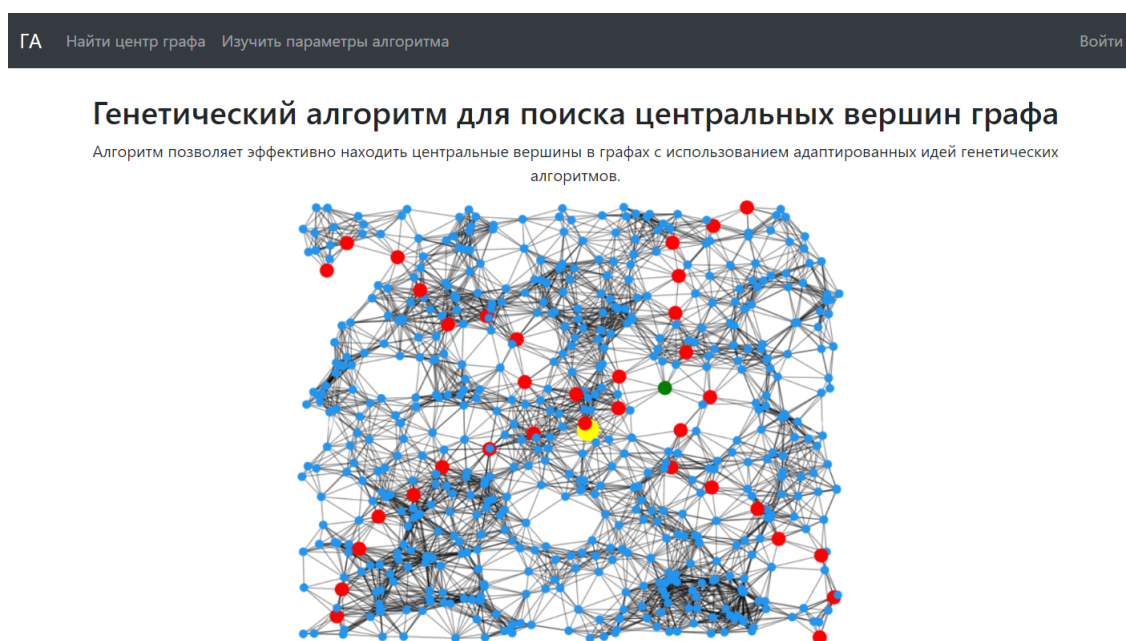 ГА Найти центр графа Изучить параметры алгоритма Войти
Генетический алгоритм для поиска центральных вершин графа
Алгоритм позволяет эффективно находить центральные вершины в графах с использованием адаптированных идей генетических
алгоритмов.